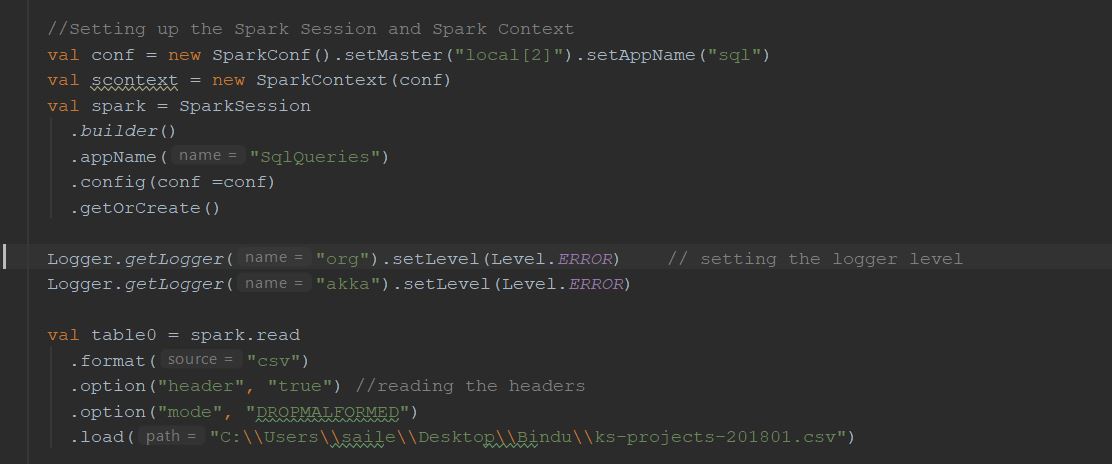 //Setting up the Spark Session and Spark Context
val conf = new SparkConf().setMaster("local[2]").setAppName("sql")
val scontext = new SparkContext(conf)
val spark = SparkSession
.builder()
.appName( name = "SqlQueries")
.config(conf =conf)
.getOrCreate()
Logger.getLogger( name = "org").setLevel(Level.ERROR) // setting the logger level
Logger.getLogger( name = "akka").setLevel(Level.ERROR)
val table0 = spark.read
.format( source = "csv")
.option("header", "true") //reading the headers
.option("mode", "DROPMALFORMED")
.load( path = "C:\\Users\\saile\\Desktop\\Bindu\\ks-projects-201801.csv")